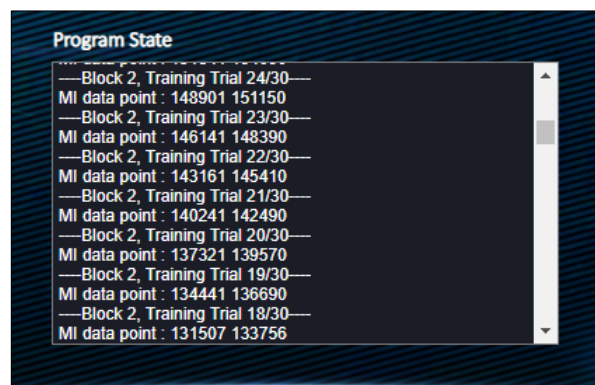 Program State
----Block 2, Training Trial 24/30----
MI data point : 148901 151150
----Block 2, Training Trial 23/30----
MI data point : 146141 148390
----Block 2, Training Trial 22/30----
MI data point : 143161 145410
----Block 2, Training Trial 21/30----
MI data point : 140241 142490
----Block 2, Training Trial 20/30----
MI data point : 137321 139570
----Block 2, Training Trial 19/30----
MI data point : 134441 136690
----Block 2, Training Trial 18/30----
MI data point : 131507 133756